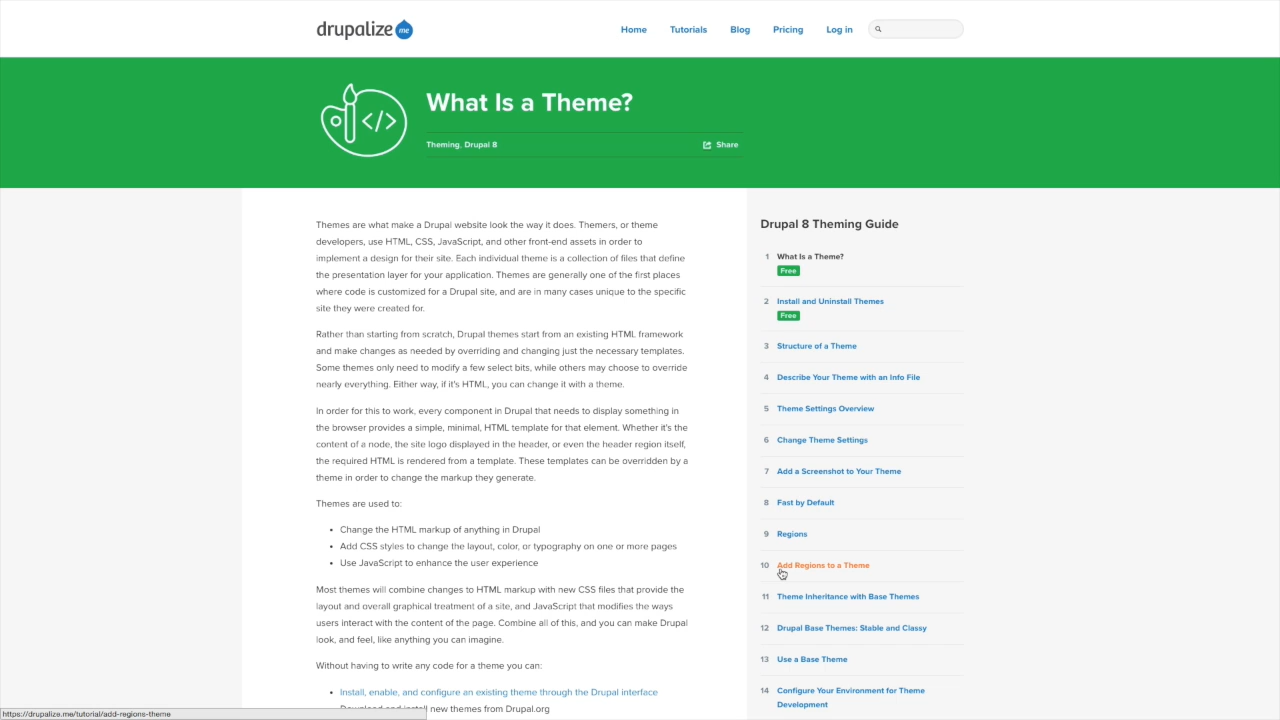 drupalize me
Home
Tutorials
Blog
Pricing
Log in
What Is a Theme?
</>
Theming, Drupal 8
Share
Themes are what make a Drupal website look the way it does. Themers, or theme
developers, use HTML, CSS, JavaScript, and other front-end assets in order to
implement a design for their site. Each individual theme is a collection of files that define
the presentation layer for your application. Themes are generally one of the first places
where code is customized for a Drupal site, and are in many cases unique to the specific
site they were created for.
Rather than starting from scratch, Drupal themes start from an existing HTML framework
and make changes as needed by overriding and changing just the necessary templates.
Some themes only need to modify a few select bits, while others may choose to override
nearly everything. Either way, if it's HTML, you can change it with a theme.
In order for this to work, every component in Drupal that needs to display something in
the browser provides a simple, minimal, HTML template for that element. Whether it's the
content of a node, the site logo displayed in the header, or even the header region itself,
the required HTML is rendered from a template. These templates can be overridden by a
theme in order to change the markup they generate.
Themes are used to:
• Change the HTML markup of anything in Drupal
• Add CSS styles to change the layout, color, or typography on one or more pages
• Use JavaScript to enhance the user experience
Most themes will combine changes to HTML markup with new CSS files that provide the
layout and overall graphical treatment of a site, and JavaScript that modifies the ways
users interact with the content of the page. Combine all of this, and you can make Drupal
look, and feel, like anything you can imagine.
Without having to write any code for a theme you can:
• Install, enable, and configure an existing theme through the Drupal interface
Download and install new themes from Drupal.org
https://drupalize.me/tutorial/add-regions-theme
Drupal 8 Theming Guide
1 What Is a Theme?
Free
2 Install and Uninstall Themes
Free
3 Structure of a Theme
4 Describe Your Theme with an Info File
5 Theme Settings Overview
6 Change Theme Settings
7 Add a Screenshot to Your Theme
8 Fast by Default
9 Regions
10 Add Regions to a Theme
11 Theme Inheritance with Base Themes
12 Drupal Base Themes: Stable and Classy
13 Use a Base Theme
14 Configure Your Environment for Theme
Development